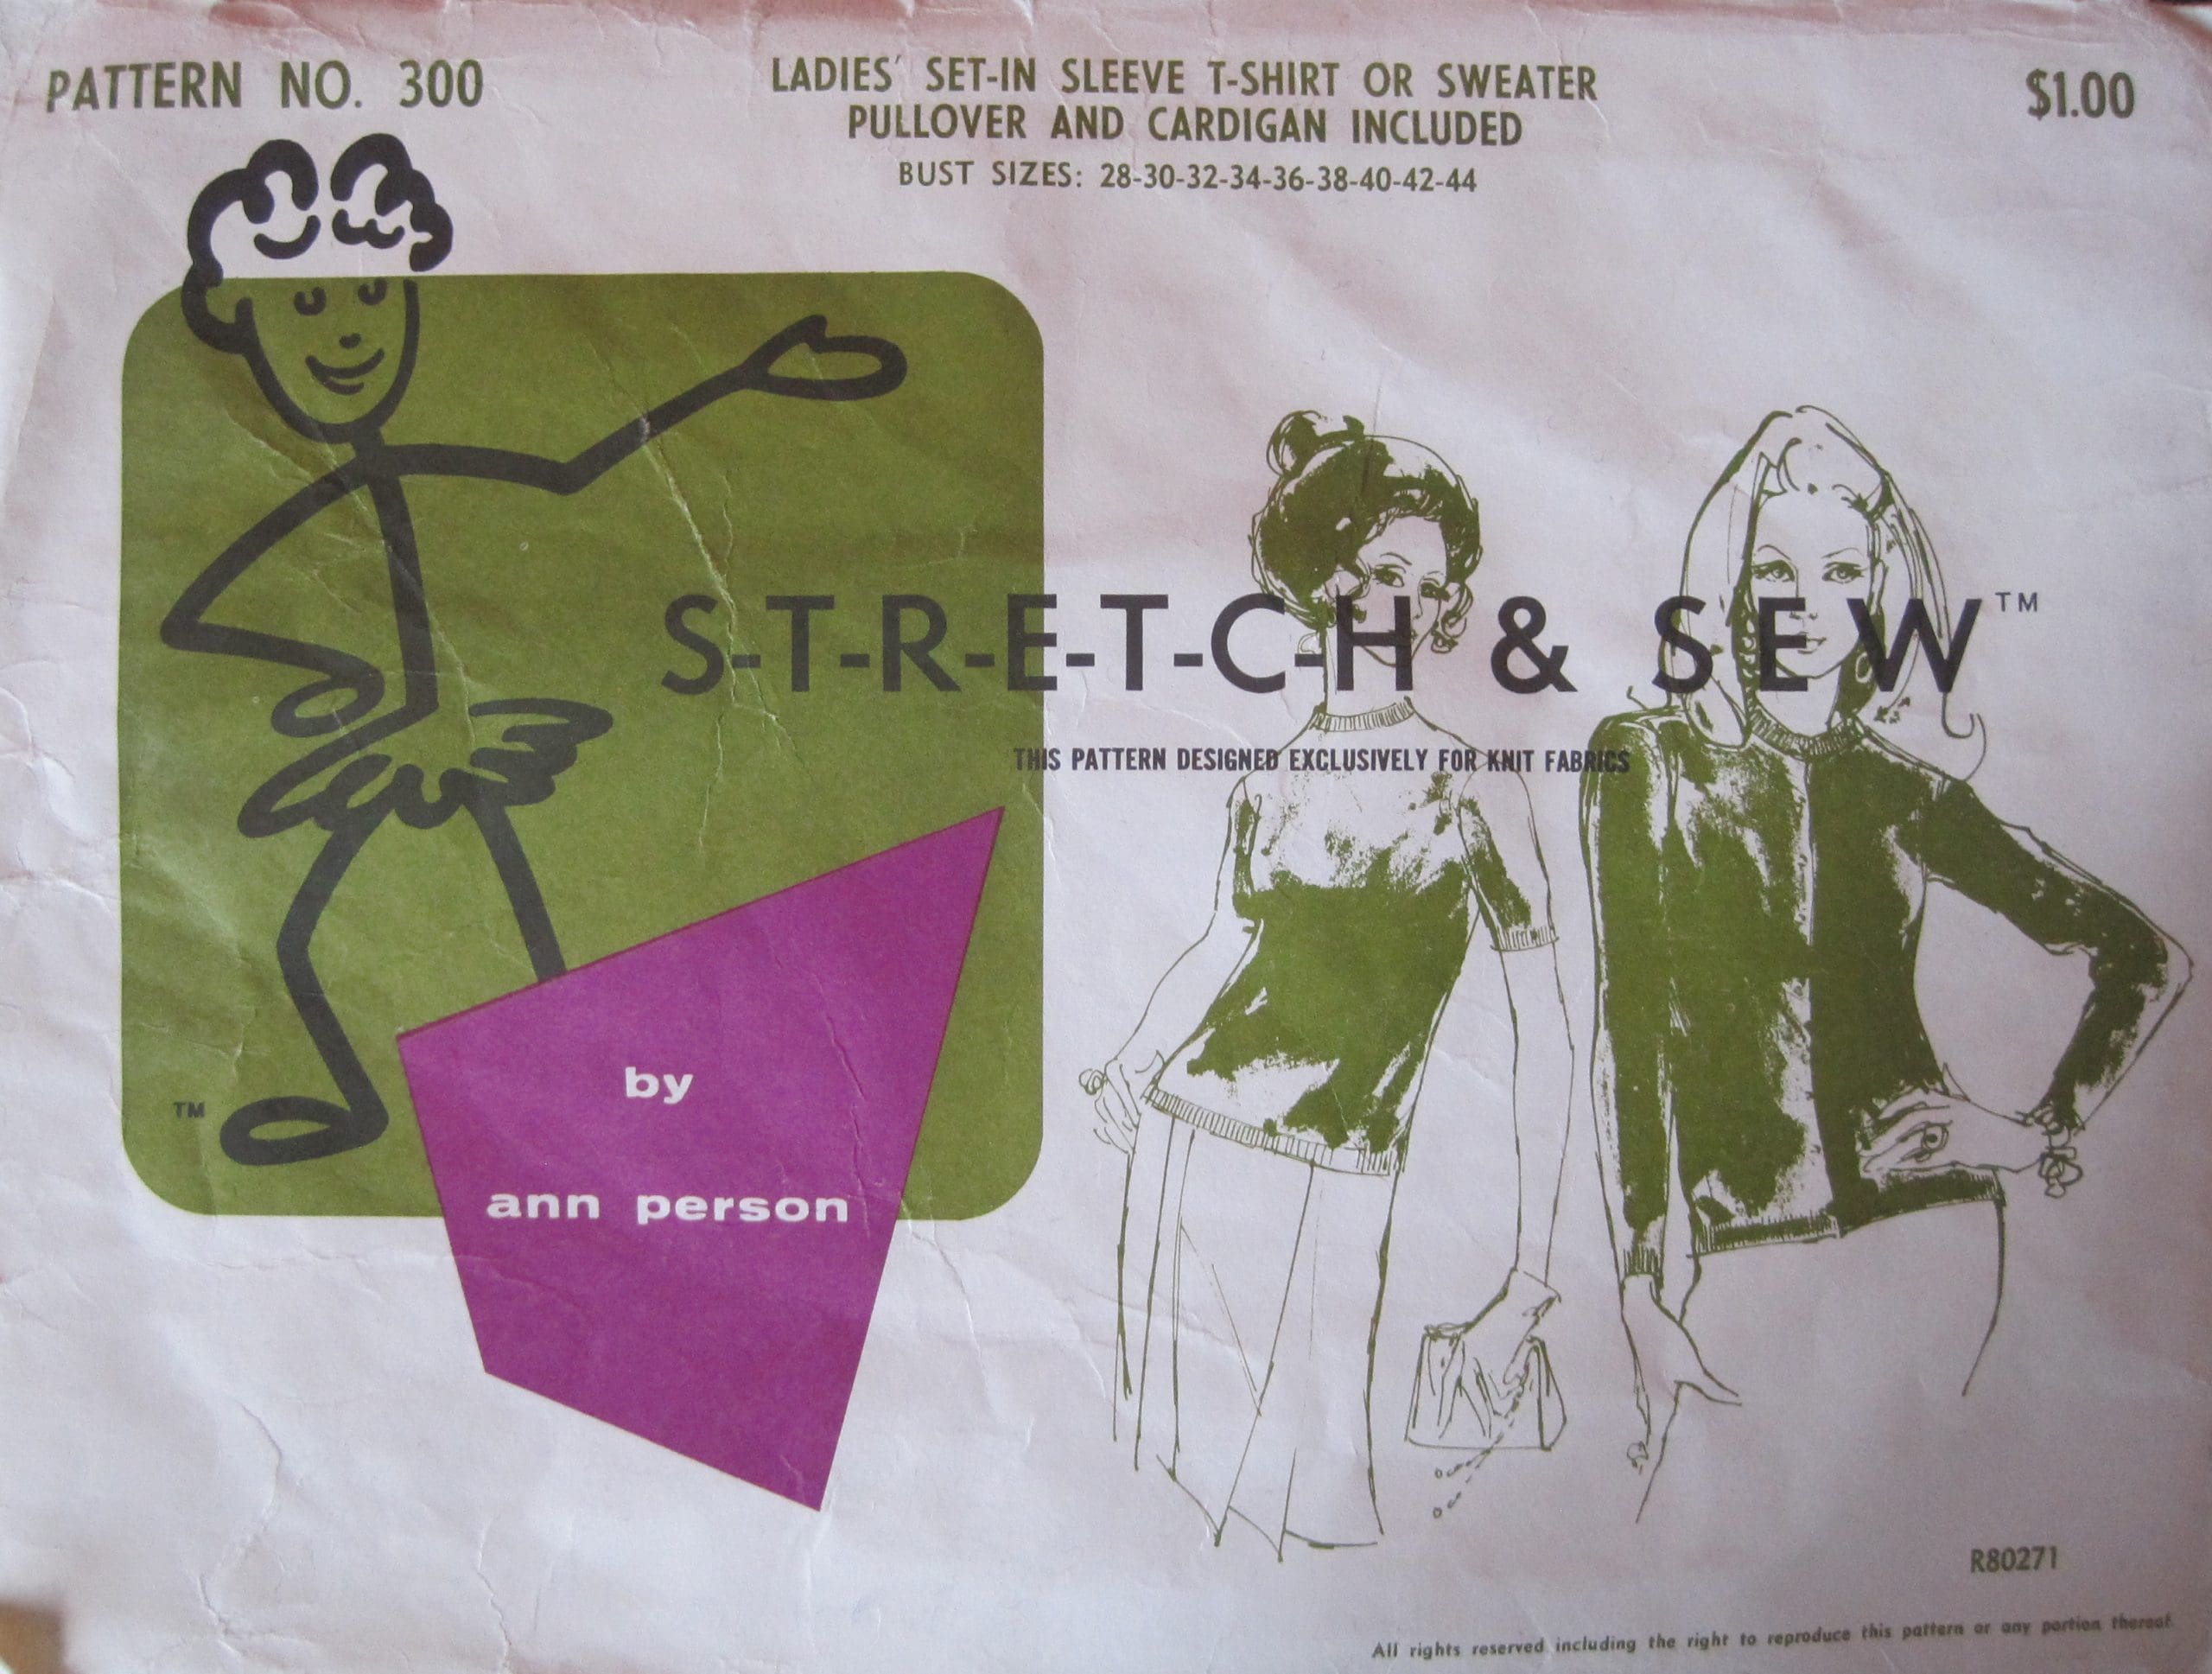 PATTERN NO. 300
LADIES' SET-IN SLEEVE T-SHIRT OR SWEATER
PULLOVER AND CARDIGAN INCLUDED
BUST SIZES: 28-30-32-34-36-38-40-42-44
$1.00
S-T-R-E-T-C-H & SEW™
THIS PATTERN DESIGNED EXCLUSIVELY FOR KNIT FABRICS
by
ann person
TM
R80271
All rights reserved including the right to reproduce this pattern or any portion thereof.